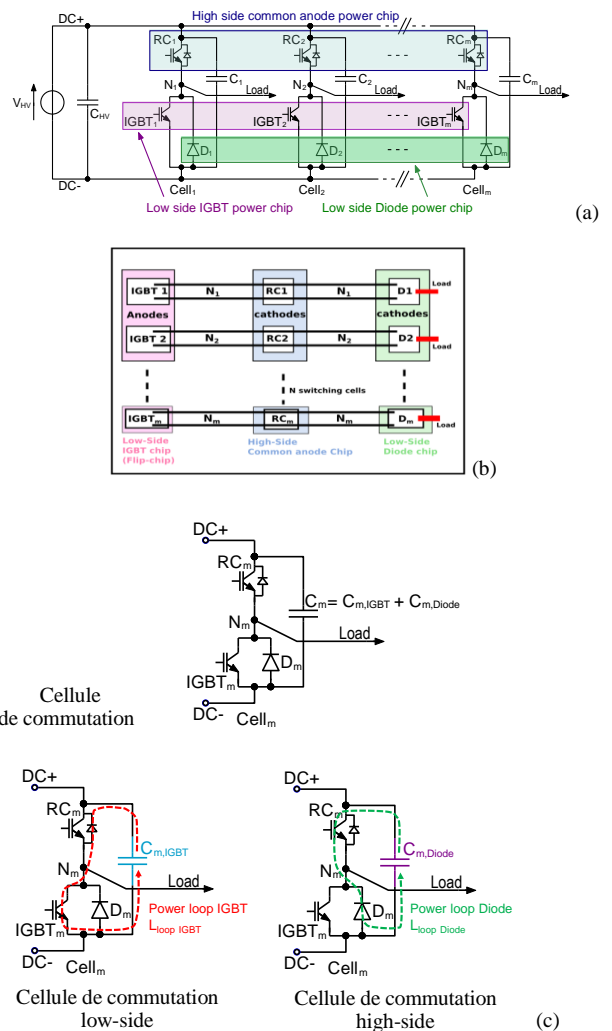 High side common anode power chip
DC+
RC1 RC2 RCm
C1 C2 Cm
VHV CHV
N1 Load N2 Load Nm Load
IGBT1 IGBT2 IGBTm
D1 D2 Dm
DC-
Cell1 Cell2 Cellm
Low side IGBT power chip Low side Diode power chip
(a)
IGBT 1 N1 RC1 N1 D1 Load
Anodes cathodes cathodes
IGBT 2 N2 RC2 N2 D2 Load
N switching cells
IGBTm Nm RCm Nm Dm Load
Low-Side High-Side Low-Side
IGBT chip Common anode Chip Diode chip
(Flip-chip)
(b)
DC+
RCm
Cm= Cm,IGBT + Cm,Diode
Nm
Load
IGBTm Dm
DC- Cellm
Cellule
de commutation
DC+
RCm
Cm,IGBT
Nm
Load
IGBTm Dm
Power loop IGBT
Lloop IGBT
DC- Cellm
Cellule de commutation
low-side
DC+
RCm
Cm,Diode
Nm
Load
IGBTm Dm
Power loop Diode
Lloop Diode
DC- Cellm
Cellule de commutation
high-side
(c)